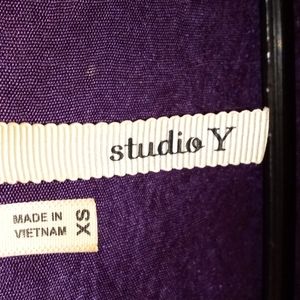 studio Y
MADE IN
VIETNAM
XS